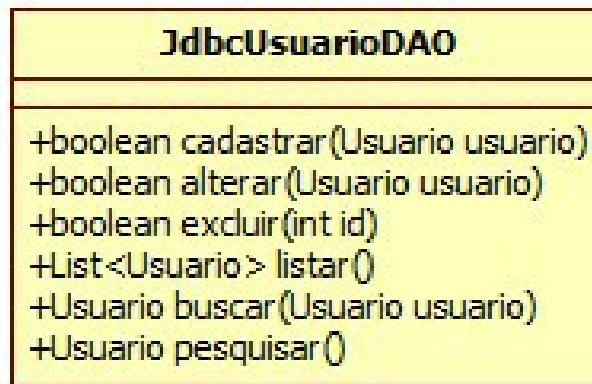 JdbcUsuarioDAO
+boolean cadastrar(Usuario usuario)
+boolean alterar(Usuario usuario)
+boolean excluir(int id)
+List<Usuario> listar()
+Usuario buscar(Usuario usuario)
+Usuario pesquisar()